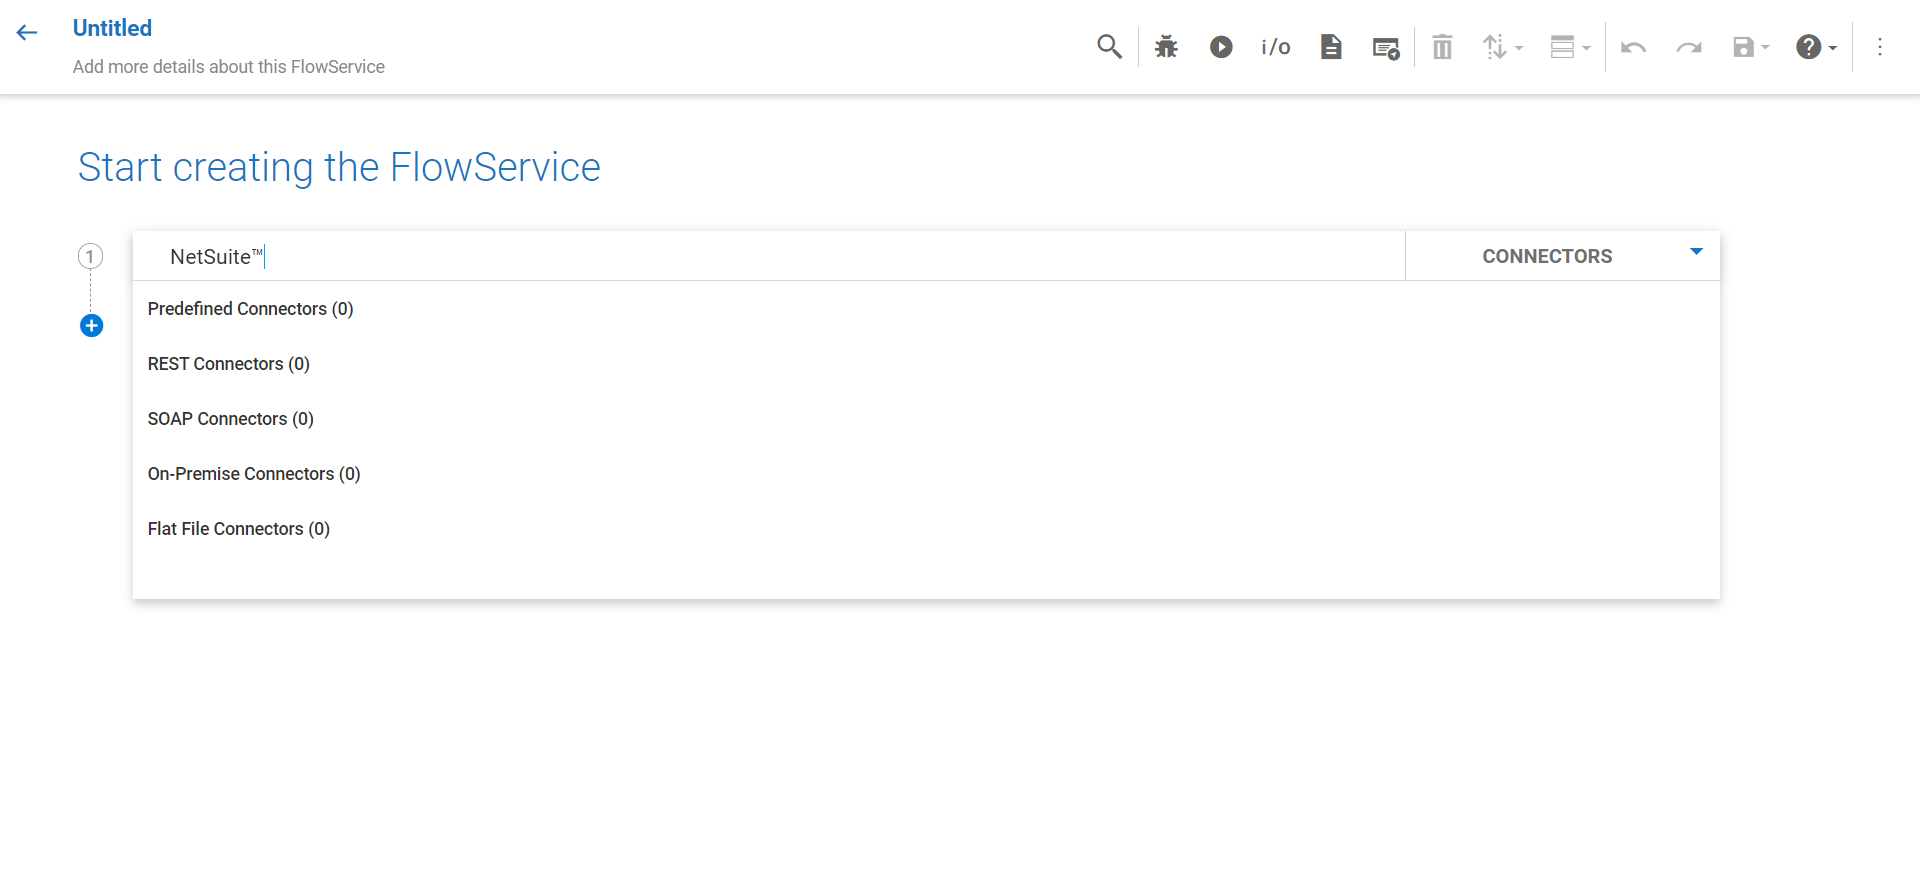 Untitled
Add more details about this FlowService
i/o
Start creating the FlowService
1
NetSuite™
CONNECTORS
Predefined Connectors (0)
REST Connectors (0)
SOAP Connectors (0)
On-Premise Connectors (0)
Flat File Connectors (0)